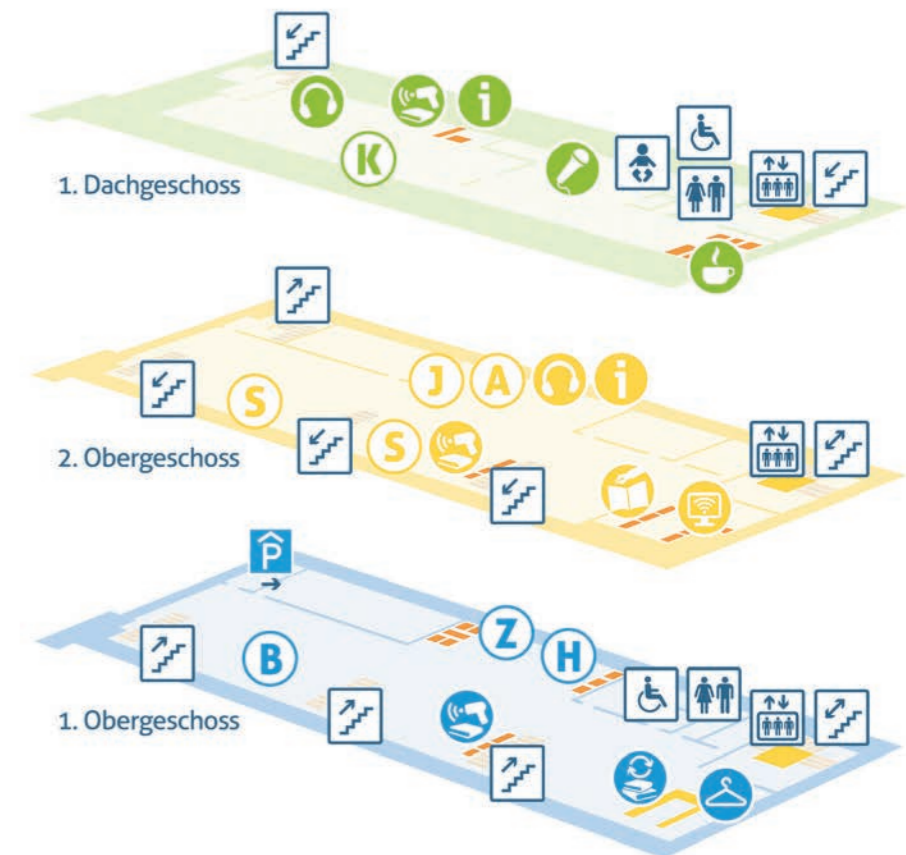 i
K
1. Dachgeschoss
J A i
S
S
2. Obergeschoss
P
Z
H
B
1. Obergeschoss